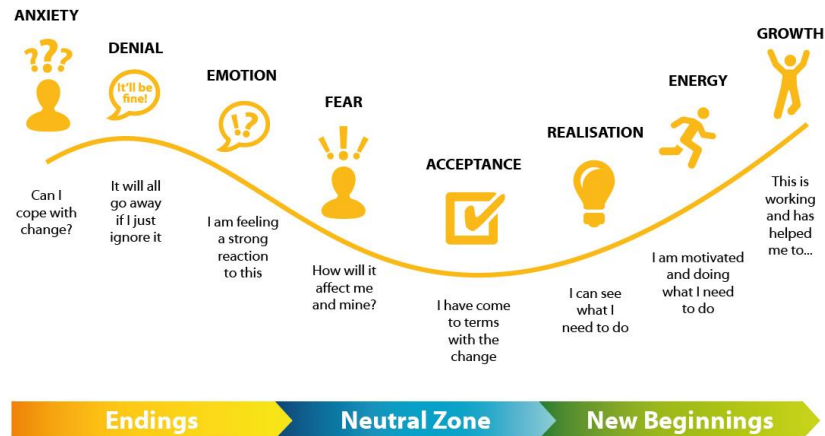 ANXIETY
???
Can I
cope with
change?
DENIAL
It'll be
fine!
It will all
go away
if I just
ignore it
EMOTION
!?
I am feeling
a strong
reaction
to this
FEAR
!!!
How will it
affect me
and mine?
ACCEPTANCE
I have come
to terms
with the
change
REALISATION
I can see
what I
need to do
ENERGY
I am motivated
and doing
what I need
to do
GROWTH
This is
working
and has
helped
me to...
Endings
Neutral Zone
New Beginnings